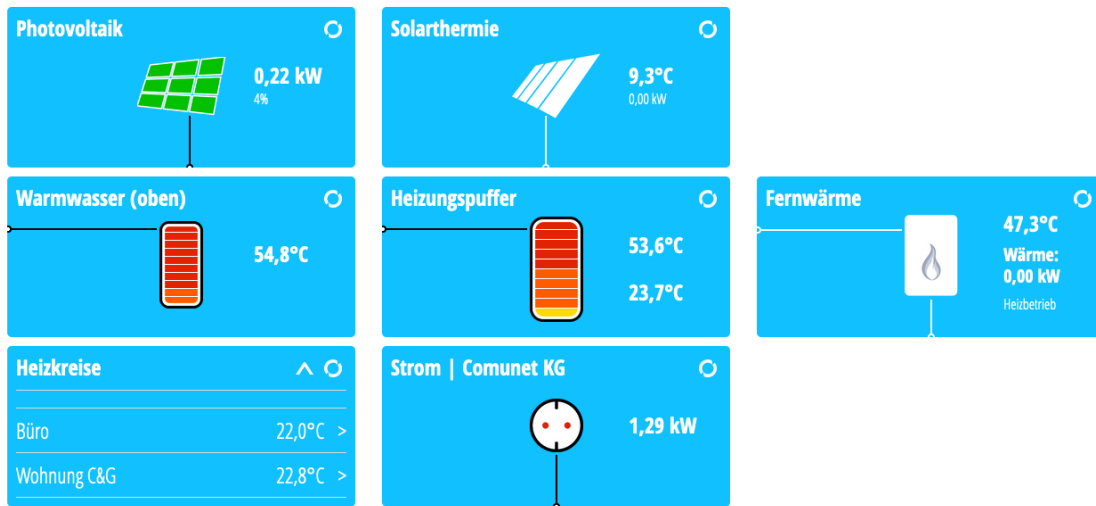 Photovoltaik
0,22 kW
4%
Solarthermie
9,3°C
0,00 kW
Warmwasser (oben)
54,8°C
Heizungspuffer
53,6°C
23,7°C
Fernwärme
47,3°C
Wärme:
0,00 kW
Heizbetrieb
Heizkreise
Büro 22,0°C >
Wohnung C&G 22,8°C >
Strom | Comunet KG
1,29 kW